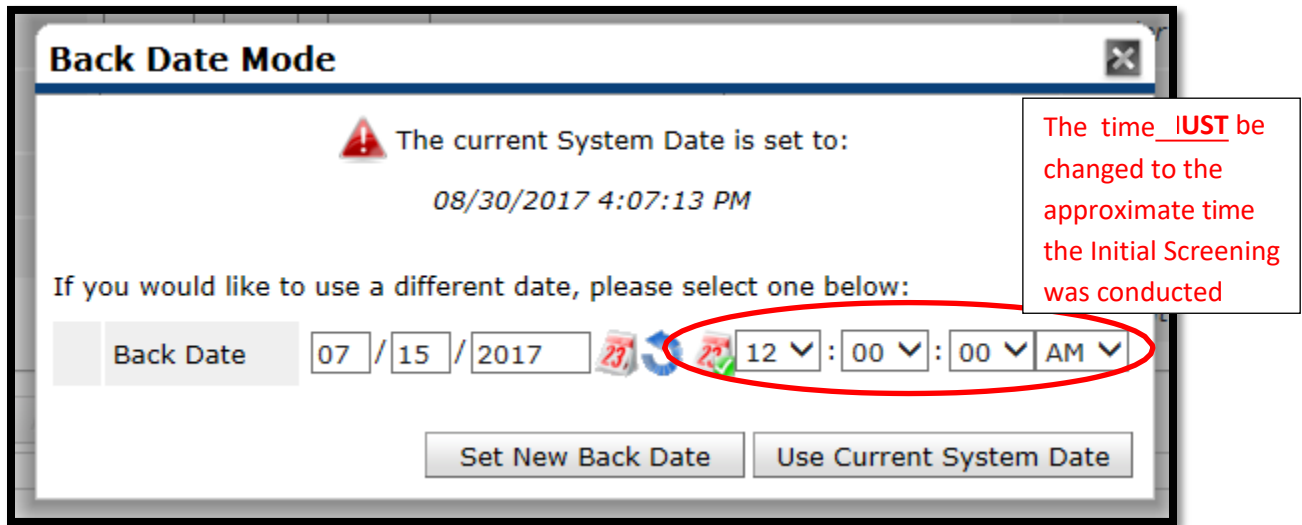 Back Date Mode
The current System Date is set to:
08/30/2017 4:07:13 PM
The time IUST be
changed to the
approximate time
the Initial Screening
was conducted
If you would like to use a different date, please select one below:
Back Date 07 / 15 / 2017 23 23 12 : 00 : 00 AM
Set New Back Date Use Current System Date